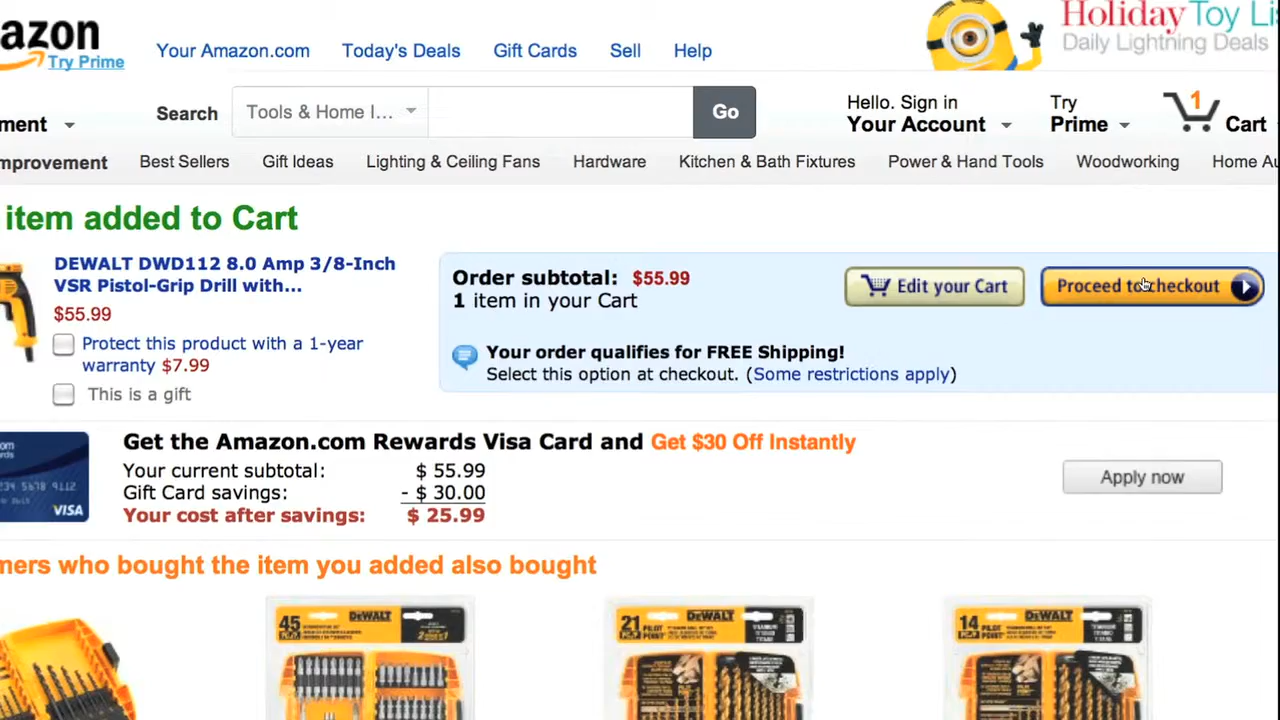 azon
Try Prime
Your Amazon.com
Today's Deals
Gift Cards
Sell
Help
Holiday Toy Li
Daily Lightning Deals
ment
Search
Tools & Home I...
Go
Hello. Sign in
Your Account
Try
Prime
1
Cart
mprovement
Best Sellers
Gift Ideas
Lighting & Ceiling Fans
Hardware
Kitchen & Bath Fixtures
Power & Hand Tools
Woodworking
Home Au
item added to Cart
DEWALT DWD112 8.0 Amp 3/8-Inch
VSR Pistol-Grip Drill with...
$55.99
Protect this product with a 1-year
warranty $7.99
This is a gift
Order subtotal: $55.99
1 item in your Cart
Edit your Cart
Proceed to checkout
Your order qualifies for FREE Shipping!
Select this option at checkout. (Some restrictions apply)
VISA
Get the Amazon.com Rewards Visa Card and Get $30 Off Instantly
Your current subtotal: $ 55.99
Gift Card savings: - $ 30.00
Your cost after savings: $ 25.99
Apply now
mers who bought the item you added also bought
45
DEWALT
21
PILOT
POINT
DEWALT
14
PILOT
POINT
DEWALT